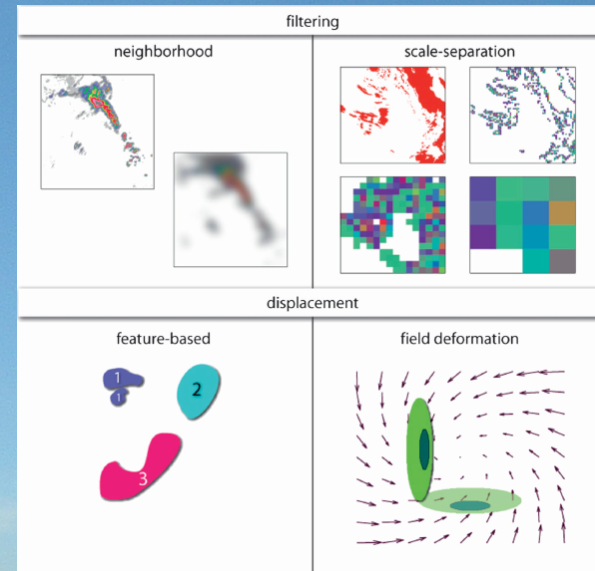 filtering
neighborhood
scale-separation
displacement
feature-based
field deformation
1
1
2
3